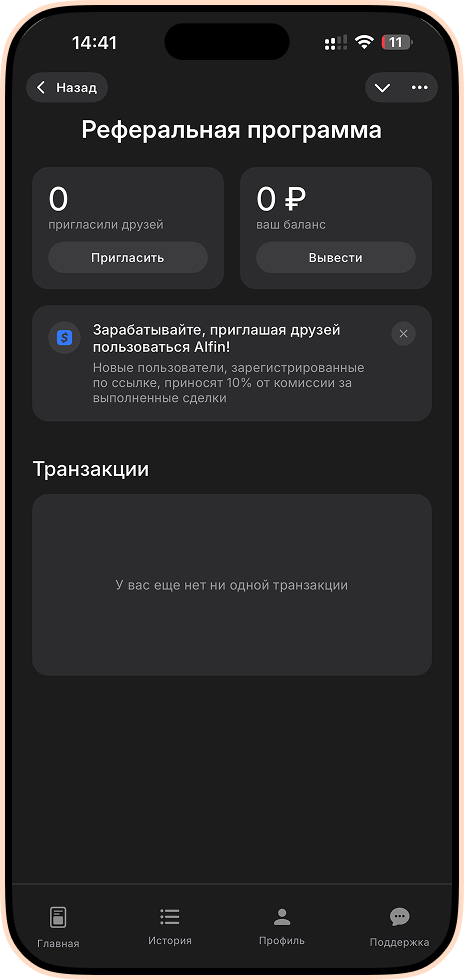 14:41
11
Назад
Реферальная программа
0
пригласили друзей
Пригласить
0 ₽
ваш баланс
Вывести
$
Зарабатывайте, приглашая друзей
пользоваться Alfin!
Новые пользователи, зарегистрированные
по ссылке, приносят 10% от комиссии за
выполненные сделки
Транзакции
У вас еще нет ни одной транзакции
Главная
История
Профиль
Поддержка